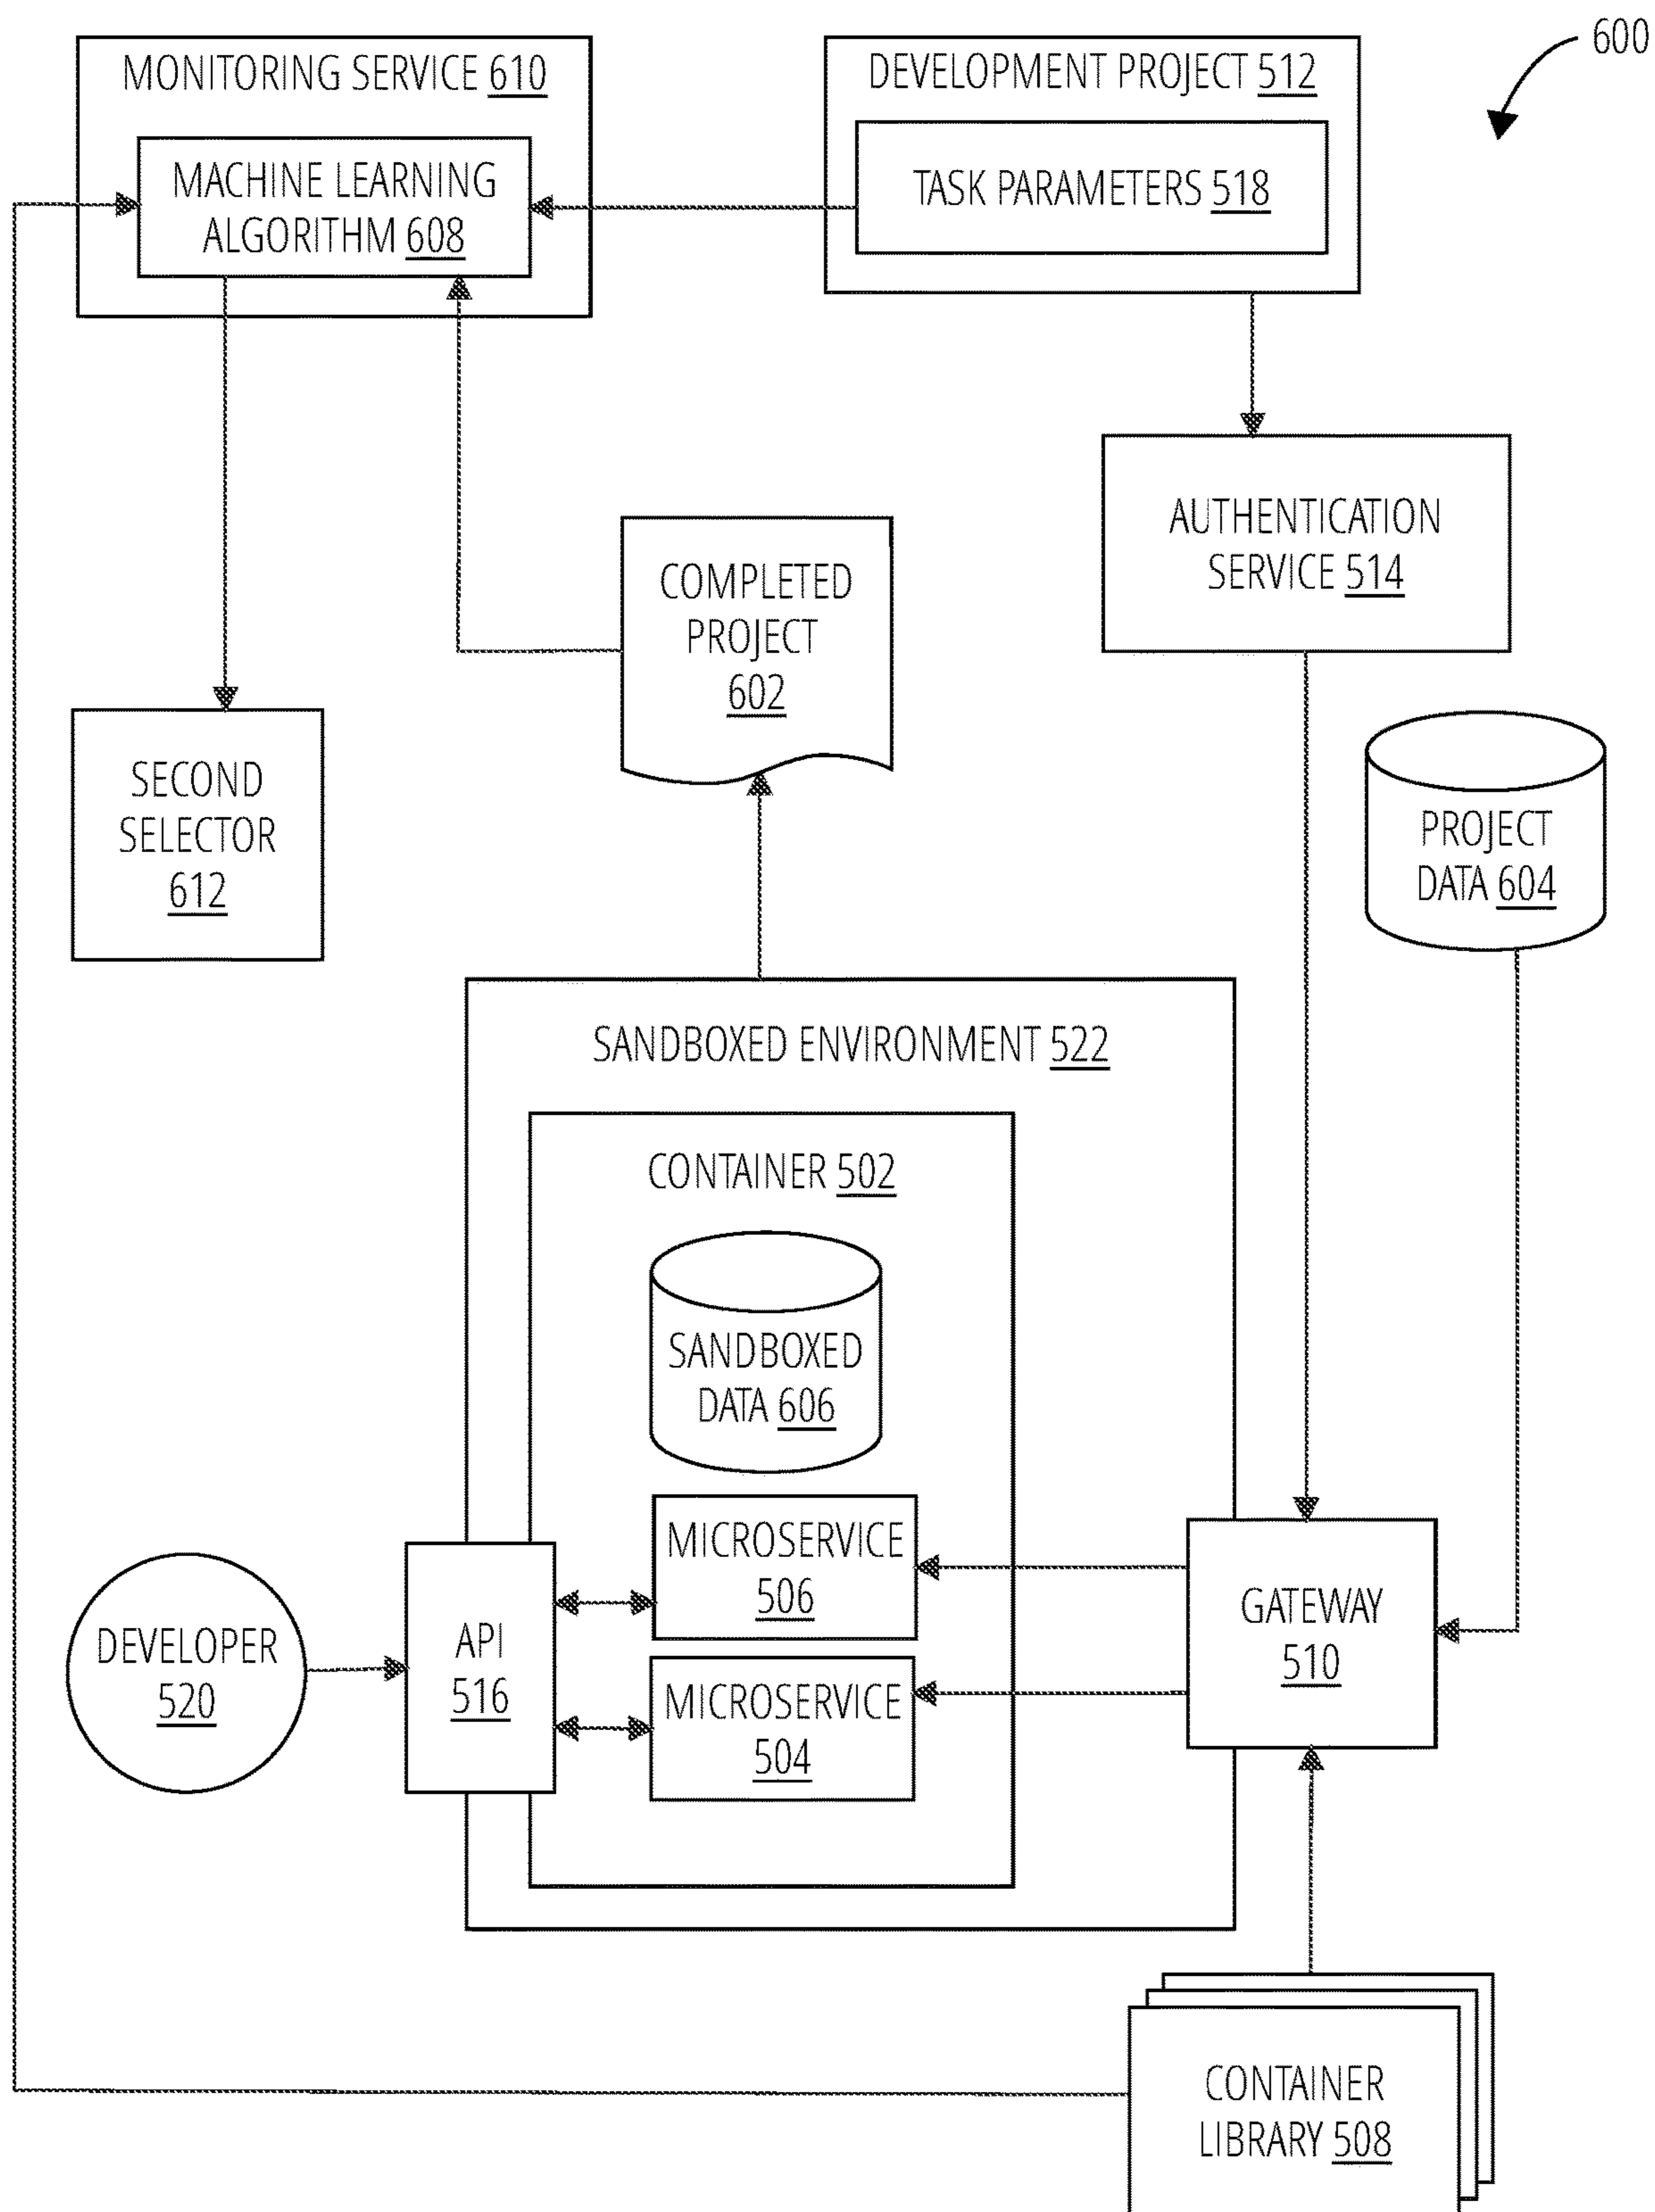 600
MONITORING SERVICE 610
MACHINE LEARNING
ALGORITHM 608
DEVELOPMENT PROJECT 512
TASK PARAMETERS 518
AUTHENTICATION
SERVICE 514
COMPLETED
PROJECT
602
SECOND
SELECTOR
612
PROJECT
DATA 604
SANDBOXED ENVIRONMENT 522
CONTAINER 502
SANDBOXED
DATA 606
MICROSERVICE
506
MICROSERVICE
504
DEVELOPER
520
API
516
GATEWAY
510
CONTAINER
LIBRARY 508